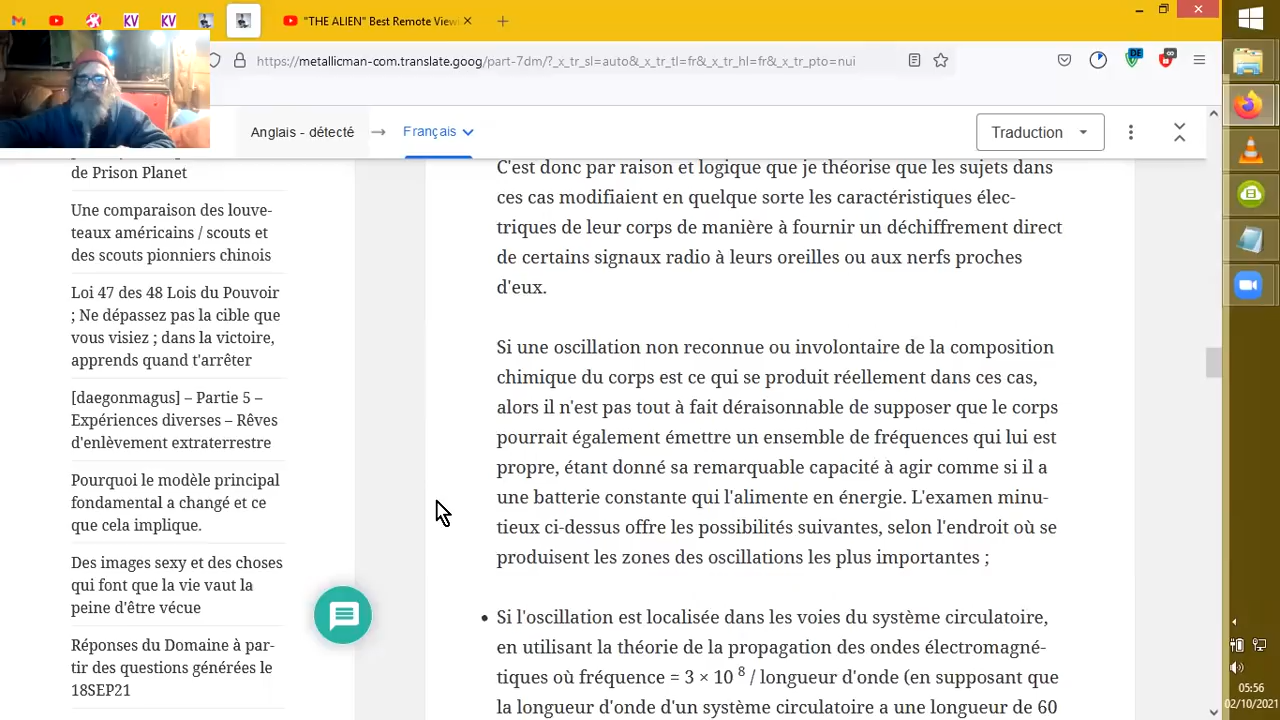 KV
KV
"THE ALIEN" Best Remote Viewi
https://metallicman-com.translate.goog/part-7dm/?_x_tr_sl=auto&_x_tr_tl=fr&_x_tr_hl=fr&_x_tr_pto=nui
DE
Anglais - détecté
Français
Traduction
de Prison Planet
Une comparaison des louve-
teaux américains / scouts et
des scouts pionniers chinois
Loi 47 des 48 Lois du Pouvoir
; Ne dépassez pas la cible que
vous visiez ; dans la victoire,
apprends quand t'arrêter
[daegonmagus] – Partie 5 –
Expériences diverses – Rêves
d'enlèvement extraterrestre
Pourquoi le modèle principal
fondamental a changé et ce
que cela implique.
Des images sexy et des choses
qui font que la vie vaut la
peine d'être vécue
Réponses du Domaine à par-
tir des questions générées le
18SEP21
C'est donc par raison et logique que je théorise que les sujets dans
ces cas modifiaient en quelque sorte les caractéristiques élec-
triques de leur corps de manière à fournir un déchiffrement direct
de certains signaux radio à leurs oreilles ou aux nerfs proches
d'eux.
Si une oscillation non reconnue ou involontaire de la composition
chimique du corps est ce qui se produit réellement dans ces cas,
alors il n'est pas tout à fait déraisonnable de supposer que le corps
pourrait également émettre un ensemble de fréquences qui lui est
propre, étant donné sa remarquable capacité à agir comme si il a
une batterie constante qui l'alimente en énergie. L'examen minu-
tieux ci-dessus offre les possibilités suivantes, selon l'endroit où se
produisent les zones des oscillations les plus importantes ;
• Si l'oscillation est localisée dans les voies du système circulatoire,
en utilisant la théorie de la propagation des ondes électromagné-
tiques où fréquence = 3 × 10 8 / longueur d'onde (en supposant que
la longueur d'onde d'un système circulatoire a une longueur de 60
05:56
02/10/2021